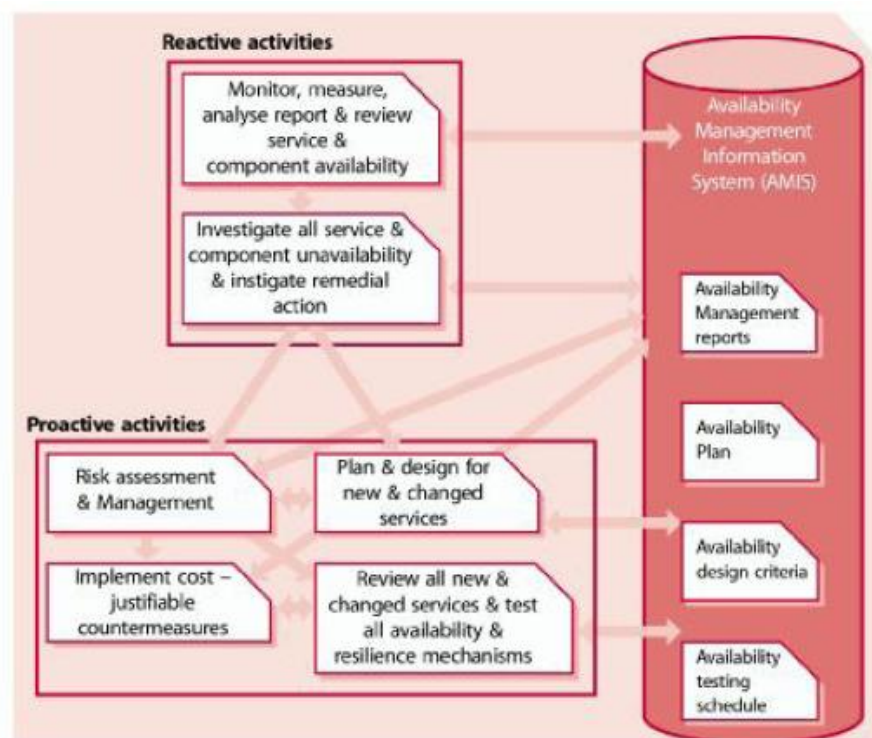 Reactive activities
Monitor, measure,
analyse report & review
service &
component availability
Investigate all service &
component unavailability
& instigate remedial
action
Proactive activities
Risk assessment
& Management
Plan & design for
new & changed
services
Implement cost –
justifiable
countermeasures
Review all new &
changed services & test
all availability &
resilience mechanisms
Availability
Management
Information
System (AMIS)
Availability
Management
reports
Availability
Plan
Availability
design criteria
Availability
testing
schedule